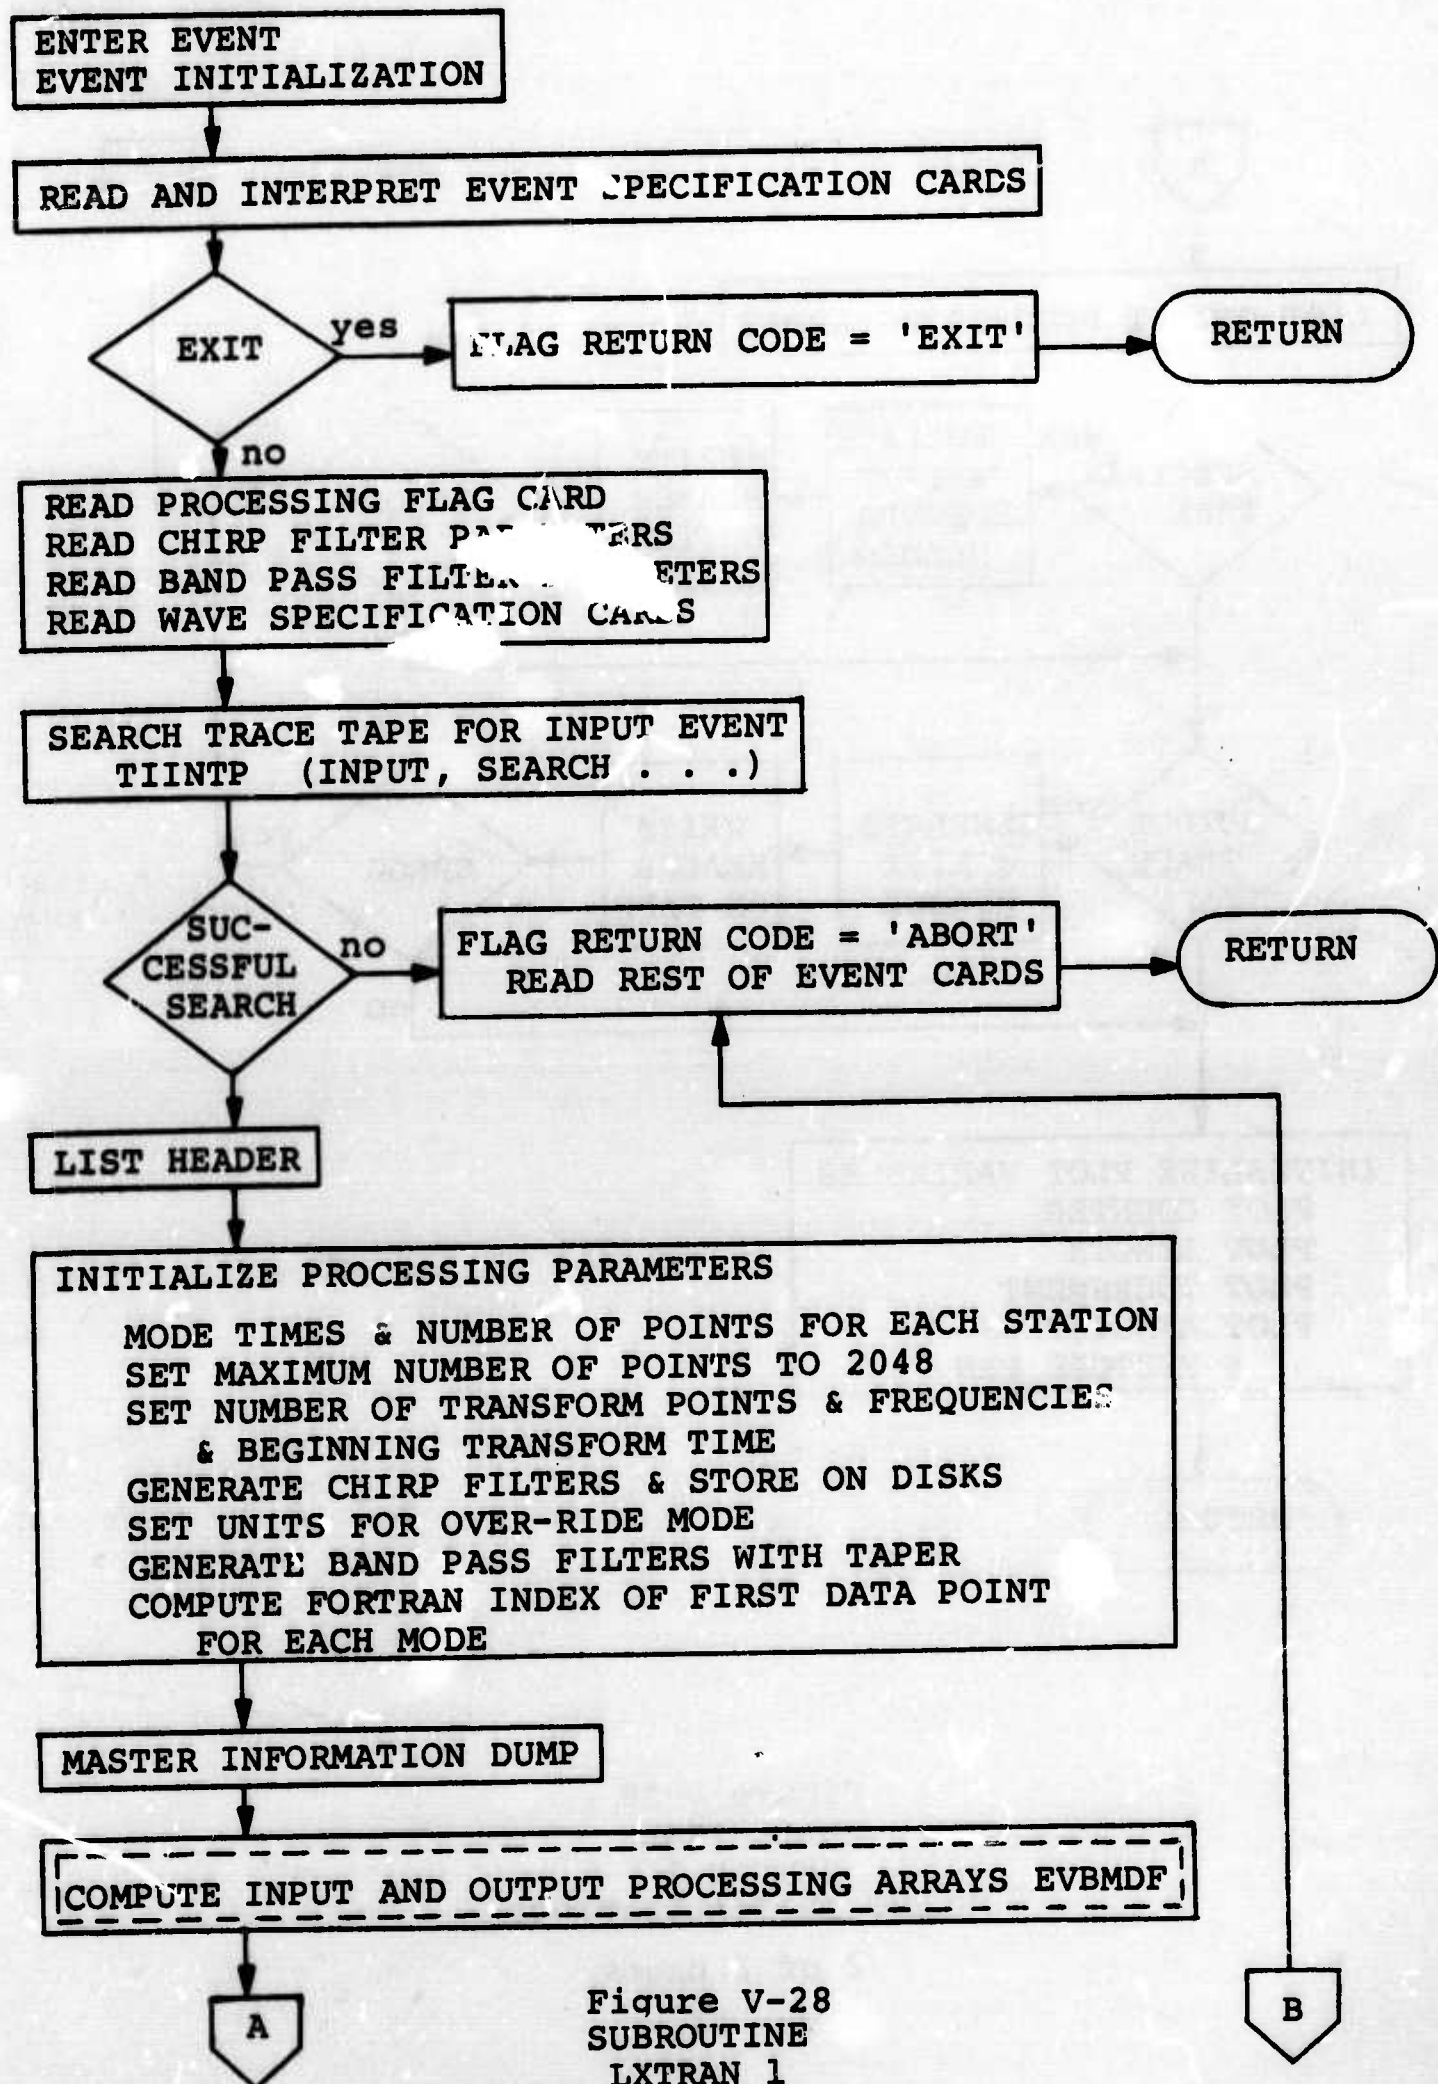 ENTER EVENT
EVENT INITIALIZATION
READ AND INTERPRET EVENT SPECIFICATION CARDS
EXIT
yes
FLAG RETURN CODE = 'EXIT'
RETURN
no
READ PROCESSING FLAG CARD
READ CHIRP FILTER PARAMETERS
READ BAND PASS FILTER PARAMETERS
READ WAVE SPECIFICATION CARDS
SEARCH TRACE TAPE FOR INPUT EVENT
TIINTP (INPUT, SEARCH . . .)
SUC-
CESSFUL
SEARCH
no
FLAG RETURN CODE = 'ABORT'
READ REST OF EVENT CARDS
RETURN
LIST HEADER
INITIALIZE PROCESSING PARAMETERS
MODE TIMES & NUMBER OF POINTS FOR EACH STATION
SET MAXIMUM NUMBER OF POINTS TO 2048
SET NUMBER OF TRANSFORM POINTS & FREQUENCIES
& BEGINNING TRANSFORM TIME
GENERATE CHIRP FILTERS & STORE ON DISKS
SET UNITS FOR OVER-RIDE MODE
GENERATE BAND PASS FILTERS WITH TAPER
COMPUTE FORTRAN INDEX OF FIRST DATA POINT
FOR EACH MODE
MASTER INFORMATION DUMP
COMPUTE INPUT AND OUTPUT PROCESSING ARRAYS EVBMDF
A
B
Figure V-28
SUBROUTINE
LXTRAN 1